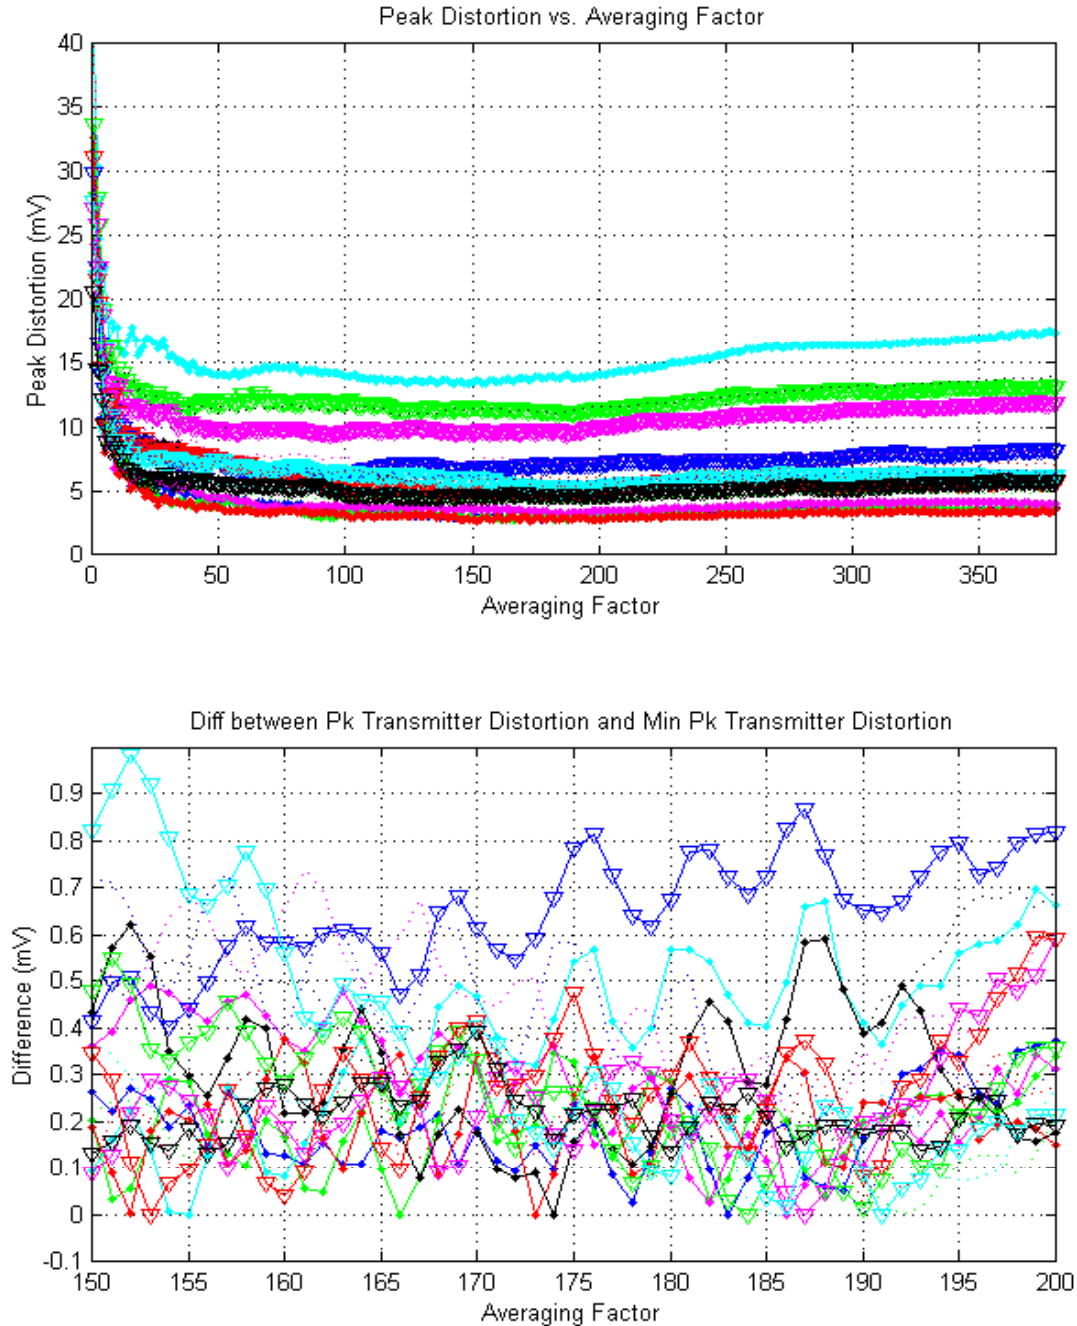 Peak Distortion vs. Averaging Factor
40
35
30
25
20
15
10
5
0
Peak Distortion (mV)
0 50 100 150 200 250 300 350
Averaging Factor
Diff between Pk Transmitter Distortion and Min Pk Transmitter Distortion
0.9
0.8
0.7
0.6
0.5
0.4
0.3
0.2
0.1
0
-0.1
Difference (mV)
150 155 160 165 170 175 180 185 190 195 200
Averaging Factor